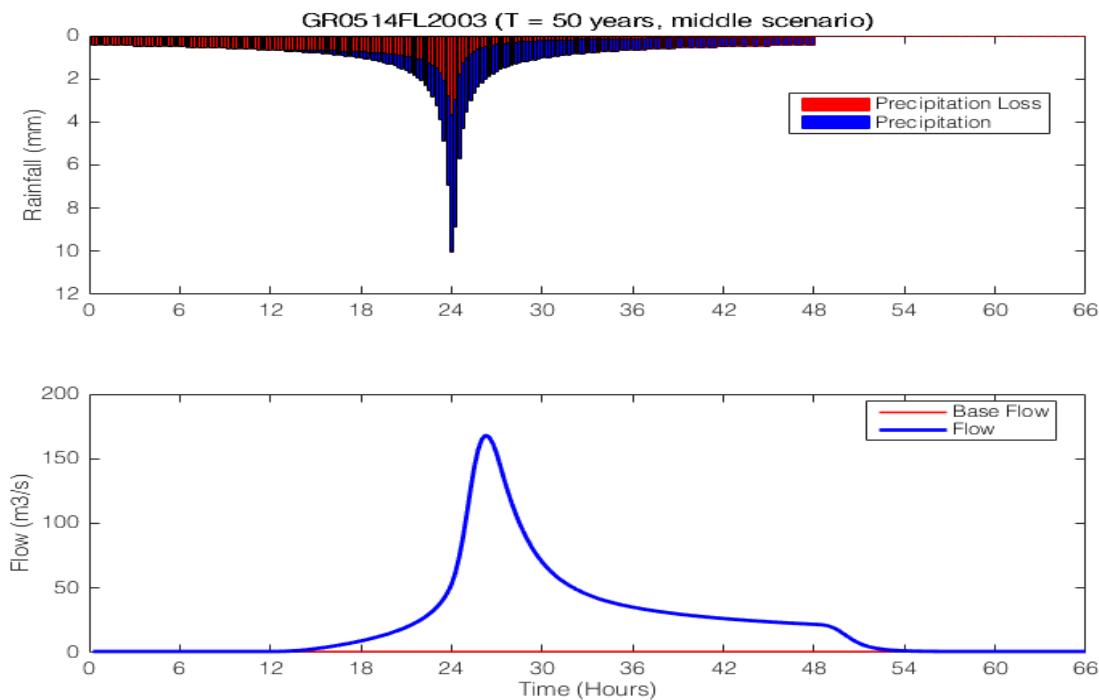 GR0514FL2003 (T = 50 years, middle scenario)
0
2
4
6
8
10
12
Rainfall (mm)
Precipitation Loss
Precipitation
0 6 12 18 24 30 36 42 48 54 60 66
200
150
100
50
0
Flow (m3/s)
Base Flow
Flow
0 6 12 18 24 30 36 42 48 54 60 66
Time (Hours)